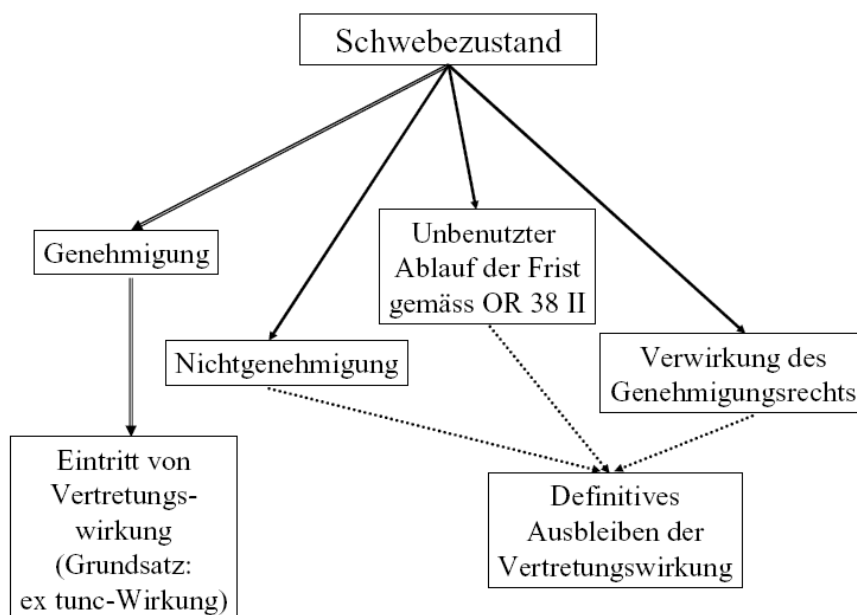 Schwebezustand
Genehmigung
Unbenutzter
Ablauf der Frist
gemäss OR 38 II
Nichtgenehmigung
Verwirkung des
Genehmigungsrechts
Eintritt von
Vertretungs-
wirkung
(Grundsatz:
ex tunc-Wirkung)
Definitives
Ausbleiben der
Vertretungswirkung